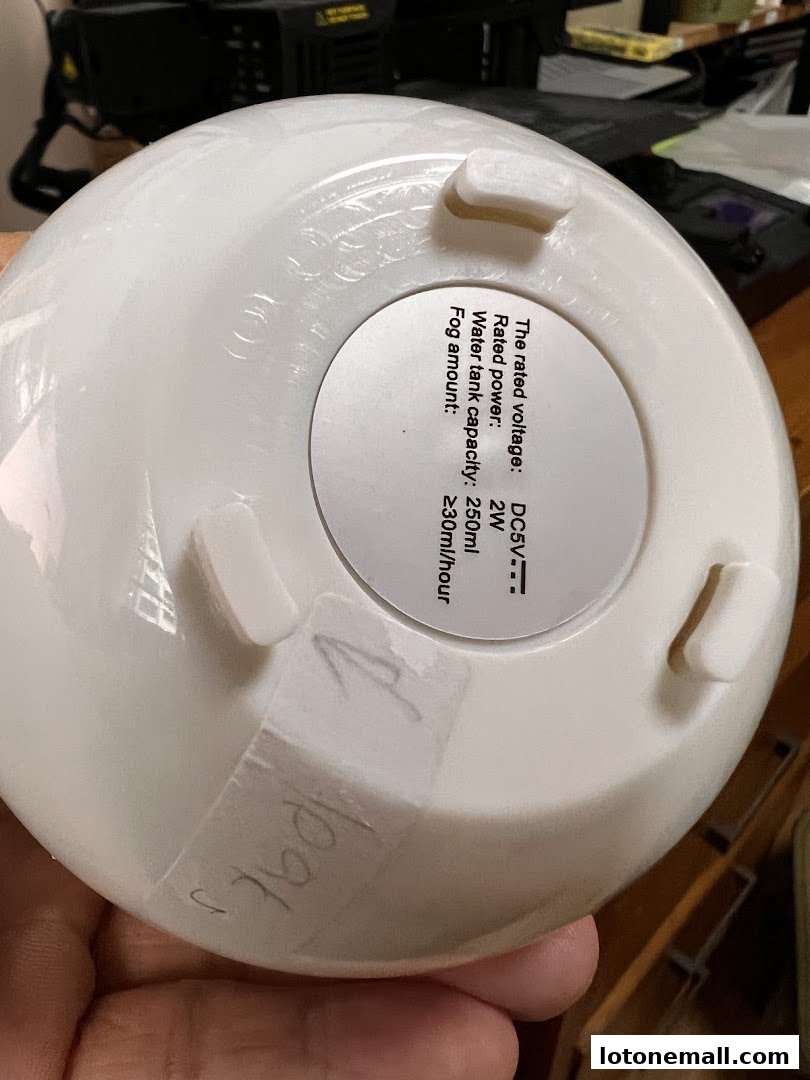 The rated voltage: DC5V
Rated power: 2W
Water tank capacity: 250ml
Fog amount: ≥30ml/hour
lotonemall.com